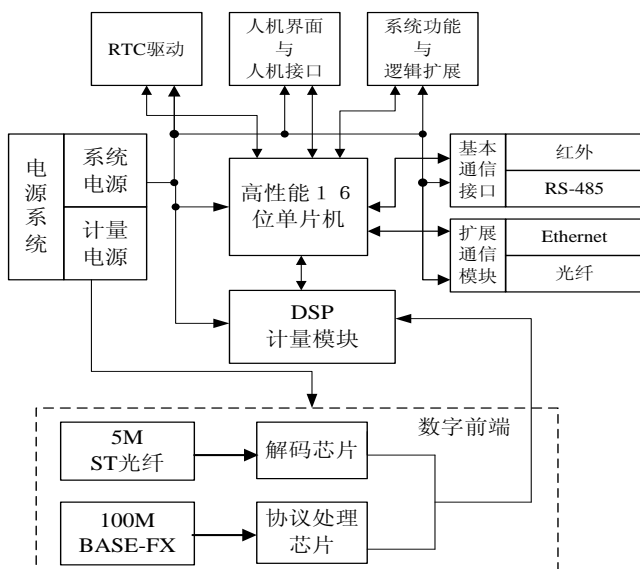 RTC驱动
人机界面
与
人机接口
系统功能
与
逻辑扩展
电源系统
系统
电源
计量
电源
高性能１６
位单片机
基本
通信
接口
红外
RS-485
扩展
通信
模块
Ethernet
光纤
DSP
计量模块
数字前端
5M
ST光纤
解码芯片
100M
BASE-FX
协议处理
芯片